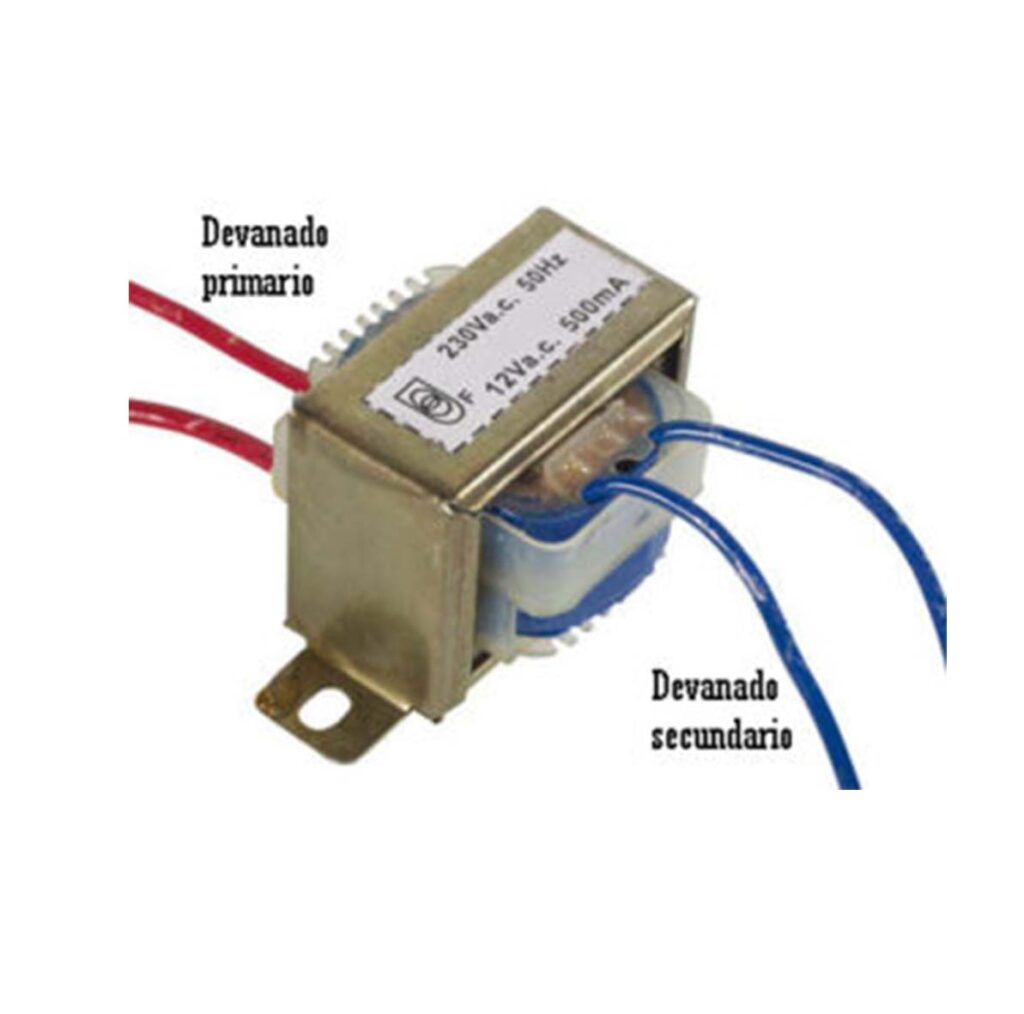 Devanado
primario
230Va.c. 50Hz
F 12Va.c. 500mA
Devanado
secundario